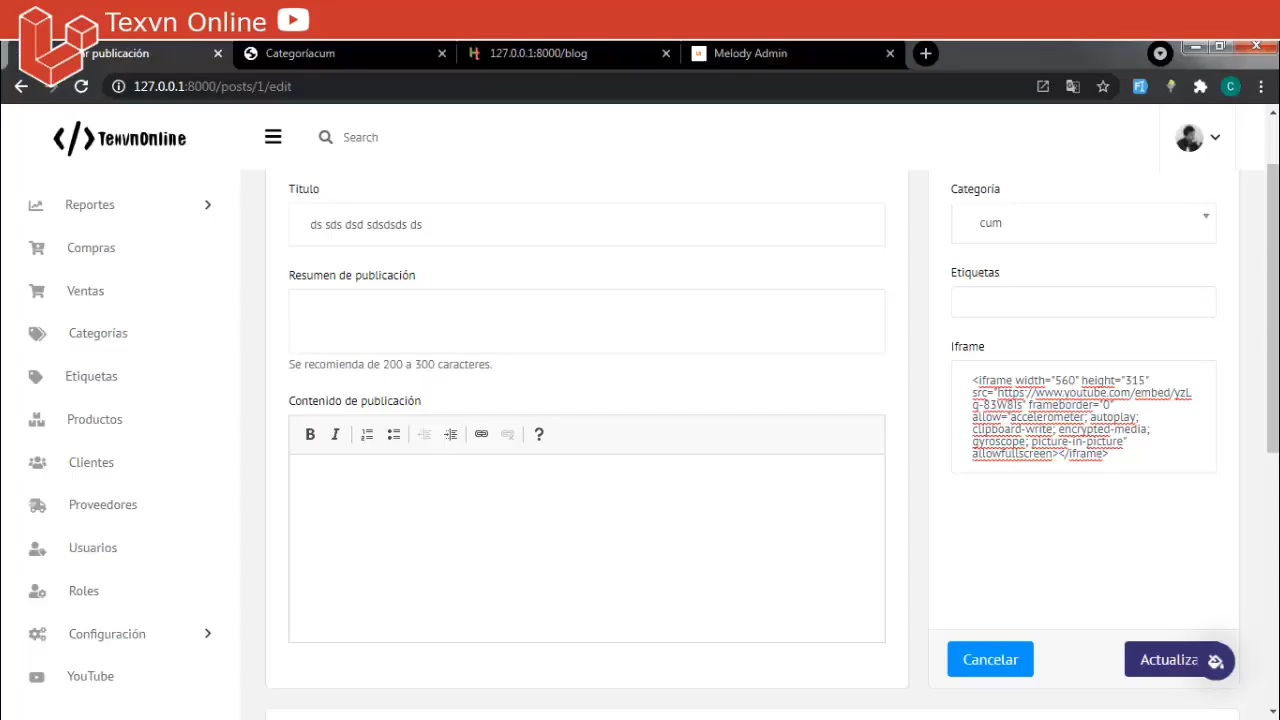 Texvn Online
r publicación
Categoríacum
127.0.0.1:8000/blog
Melody Admin
127.0.0.1:8000/posts/1/edit
C
TexvnOnline
Search
Reportes
Compras
Ventas
Categorías
Etiquetas
Productos
Clientes
Proveedores
Usuarios
Roles
Configuración
YouTube
Titulo
ds sds dsd sdsdsds ds
Resumen de publicación
Se recomienda de 200 a 300 caracteres.
Contenido de publicación
B I ?
Categoría
cum
Etiquetas
Iframe
<iframe width="560" height="315"
src="https://www.youtube.com/embed/yzL
g-83W8ls" frameborder="0"
allow="accelerometer; autoplay;
clipboard-write; encrypted-media;
gyroscope; picture-in-picture"
allowfullscreen></iframe>
Cancelar
Actualiza